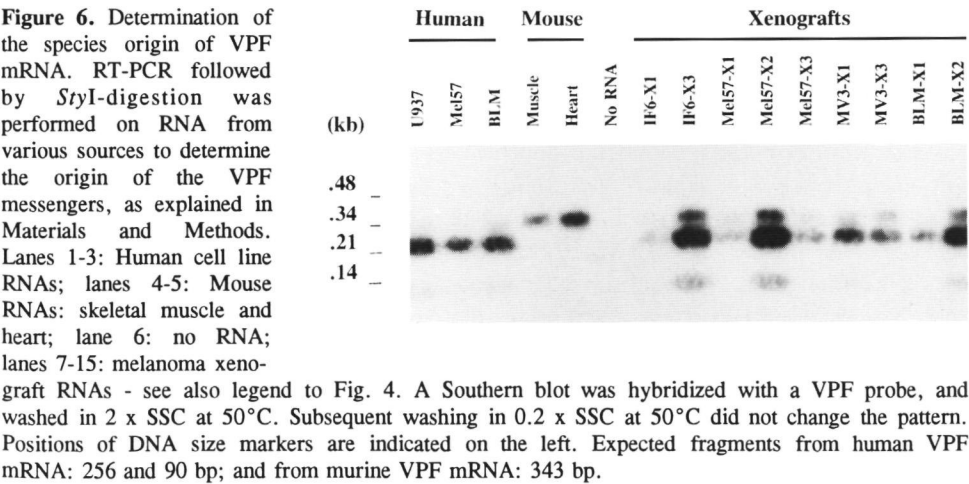 Figure 6. Determination of
the species origin of VPF
mRNA. RT-PCR followed
by StyI-digestion was
performed on RNA from
various sources to determine
the origin of the VPF
messengers, as explained in
Materials and Methods.
Lanes 1-3: Human cell line
RNAs; lanes 4-5: Mouse
RNAs: skeletal muscle and
heart; lane 6: no RNA;
lanes 7-15: melanoma xeno-
graft RNAs - see also legend to Fig. 4. A Southern blot was hybridized with a VPF probe, and
washed in 2 x SSC at 50°C. Subsequent washing in 0.2 x SSC at 50°C did not change the pattern.
Positions of DNA size markers are indicated on the left. Expected fragments from human VPF
mRNA: 256 and 90 bp; and from murine VPF mRNA: 343 bp.
Human Mouse Xenografts
U937
Mel57
BLM
Muscle
Heart
No RNA
IF6-X1
IF6-X3
Mel57-X1
Mel57-X2
Mel57-X3
MV3-X1
MV3-X3
BLM-X1
BLM-X2
(kb)
.48
.34
.21
.14